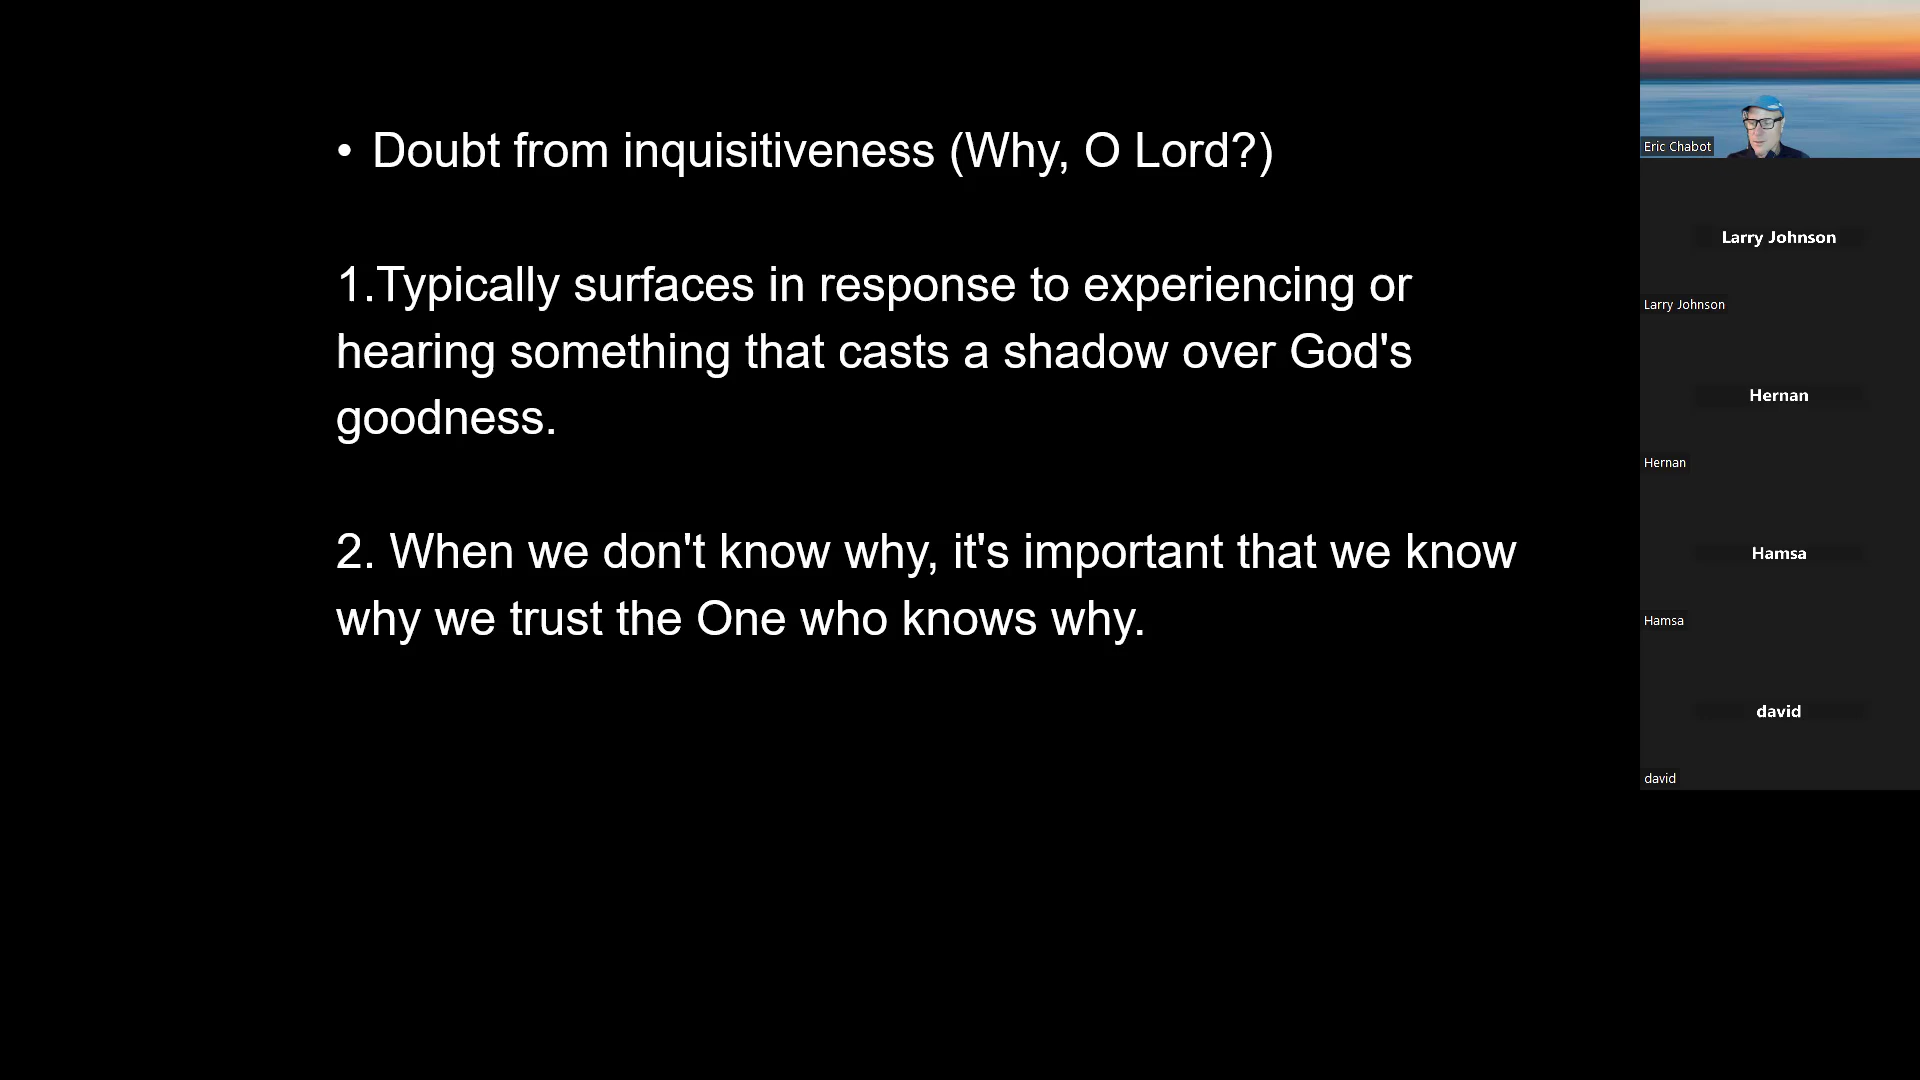 • Doubt from inquisitiveness (Why, O Lord?)
1.Typically surfaces in response to experiencing or
hearing something that casts a shadow over God's
goodness.
2. When we don't know why, it's important that we know
why we trust the One who knows why.
Eric Chabot
Larry Johnson
Larry Johnson
Hernan
Hernan
Hamsa
Hamsa
david
david